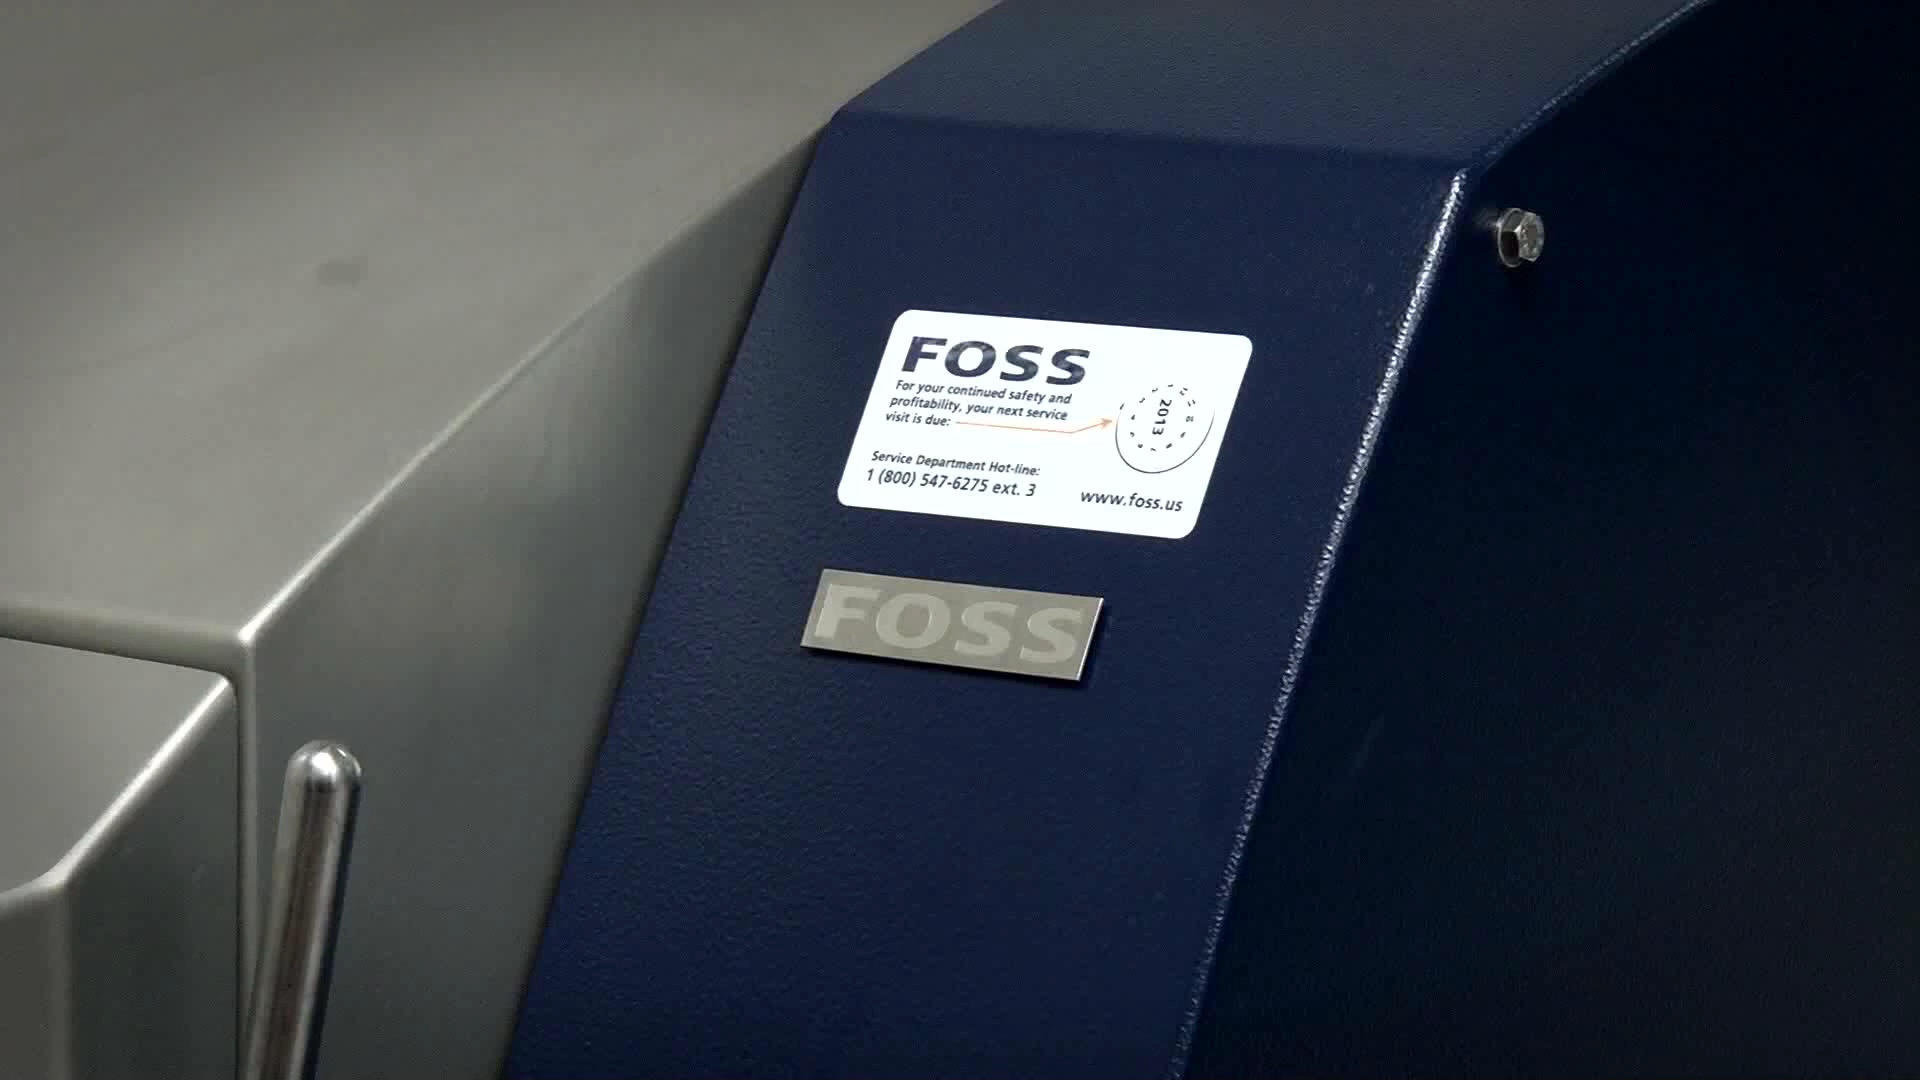 FOSS
For your continued safety and
profitability, your next service
visit is due:
2013
Service Department Hot-line:
1 (800) 547-6275 ext. 3
www.foss.us
FOSS